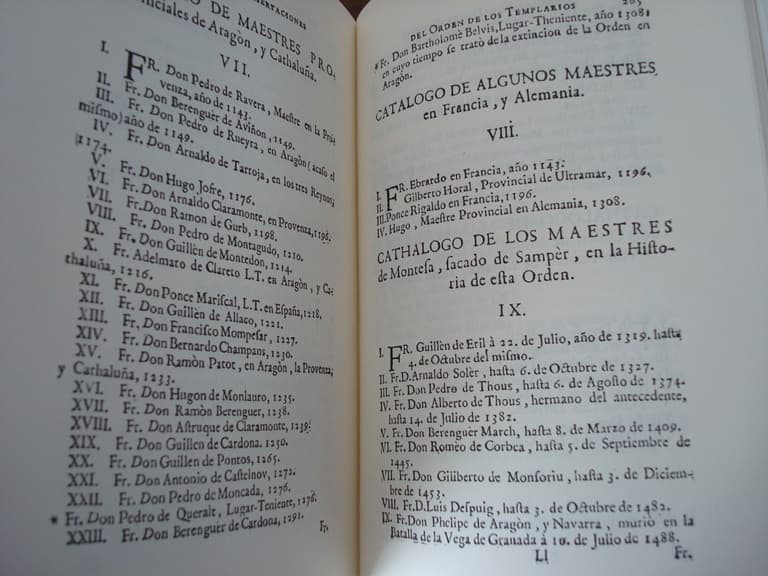 SERTACIONES
GO DE MAESTRES PRO-
vinciales de Aragòn, y Cathaluña.
VII.
I. FR. Don Pedro de Ravera, Maestre en la Pro-
venza, año de 1143.
II. Fr. Don Berenguer de Aviñon, 1149.
III. Fr. Don Pedro de Rueyra, en Aragòn (acaso el
mismo) año de 1149.
IV. Fr. Don Arnaldo de Tarroja, en los tres Reynos,
1174.
V. Fr. Don Hugo Jofre, 1176.
VI. Fr. Don Arnaldo Claramonte, en Provenza, 1196.
VII. Fr. Don Ramon de Gurb, 1198.
VIII. Fr. Don Pedro de Montagudo, 1210.
IX. Fr. Don Guillèn de Montedon, 1214.
X. Fr. Adelmaro de Clareto L.T. en Aragòn, y Ca-
thaluña, 1216.
XI. Fr. Don Ponce Mariscal, L.T. en España, 1218.
XII. Fr. Don Guillèn de Allaco, 1221.
XIII. Fr. Don Francisco Mompesar, 1227.
XIV. Fr. Don Bernardo Champans, 1230.
XV. Fr. Don Ramòn Patot, en Aragòn, la Provenza;
y Carhaluña, 1233.
XVI. Fr. Don Hugon de Monlauro, 1235.
XVII. Fr. Don Ramòn Berenguer, 1238.
XVIII. Fr. Don Astruque de Claramonte, 1239.
XIX. Fr. Don Guillen de Cardona. 1250.
XX. Fr. Don Guillen de Pontos, 1265.
XXI. Fr. Don Antonio de Castelnov, 1272.
XXII. Fr. Don Pedro de Moncada, 1276.
* Fr. Don Pedro de Queralt, Lugar-Teniente, 1276.
XXIII. Fr. Don Berenguer de Cardona, 1291.
Fr.
DEL ORDEN DE LOS TEMPLARIOS 265
* Fr. Don Bartholomè Belvis, Lugar-Theniente, año 1308;
en cuyo tiempo se tratò de la extincion de la Orden en
Aragòn.
CATALOGO DE ALGUNOS MAESTRES
en Francia, y Alemania.
VIII.
I. FR. Ebrardo en Francia, año 1143.
II. Gilberto Horal, Provincial de Ultramar, 1196.
III. Ponce Rigaldo en Francia, 1196.
IV. Hugo, Maestre Provincial en Alemania, 1308.
CATHALOGO DE LOS MAESTRES
de Montesa, sacado de Sampèr, en la Histo-
ria de esta Orden.
IX.
I. FR. Guillèn de Eril à 22. de Julio, año de 1319. hasta
4. de Octubre del mismo.
II. Fr. D. Arnaldo Solèr, hasta 6. de Octubre de 1327.
III. Fr. Don Pedro de Thous, hasta 6. de Agosto de 1374.
IV. Fr. Don Alberto de Thous, hermano del antecedente,
hasta 14. de Julio de 1382.
V. Fr. Don Berenguèr March, hasta 8. de Marzo de 1409.
VI. Fr. Don Romèo de Corbea, hasta 5. de Septiembre de
1445.
VII. Fr. Don Giliberto de Monsoriu, hasta 3. de Diciem-
bre de 1453.
VIII. Fr. D. Luis Despuig, hasta 3. de Octubre de 1482.
IX. Fr. Don Phelipe de Aragòn, y Navarra, muriò en la
Batalla de la Vega de Granada à 10. de Julio de 1488.
Ll Fr.